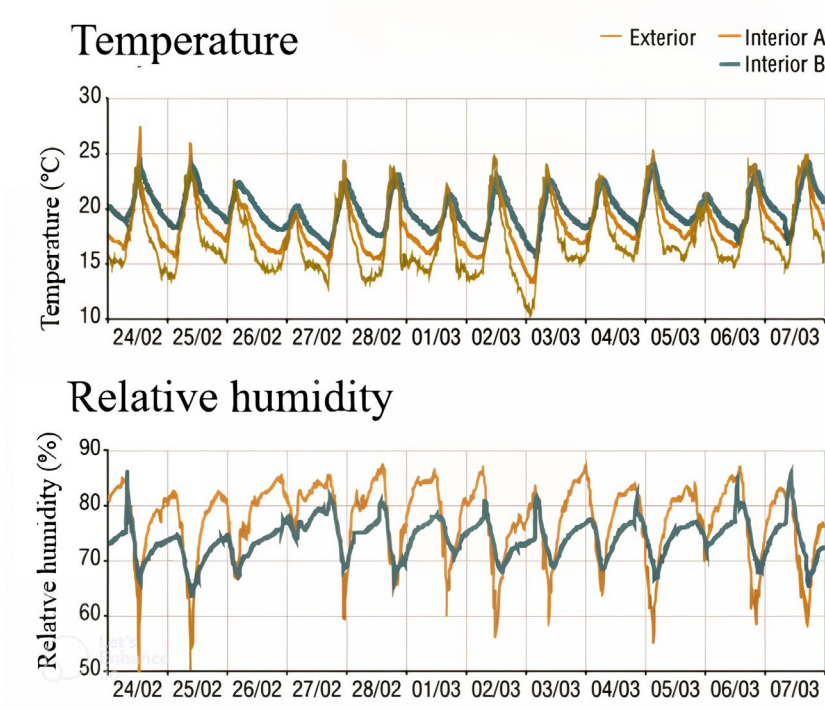 Temperature
Exterior
Interior A
Interior B
Temperature (°C)
30
25
20
15
10
24/02 25/02 26/02 27/02 28/02 01/03 02/03 03/03 04/03 05/03 06/03 07/03
Relative humidity
Relative humidity (%)
90
80
70
60
50
24/02 25/02 26/02 27/02 28/02 01/03 02/03 03/03 04/03 05/03 06/03 07/03
Let's
Enhance